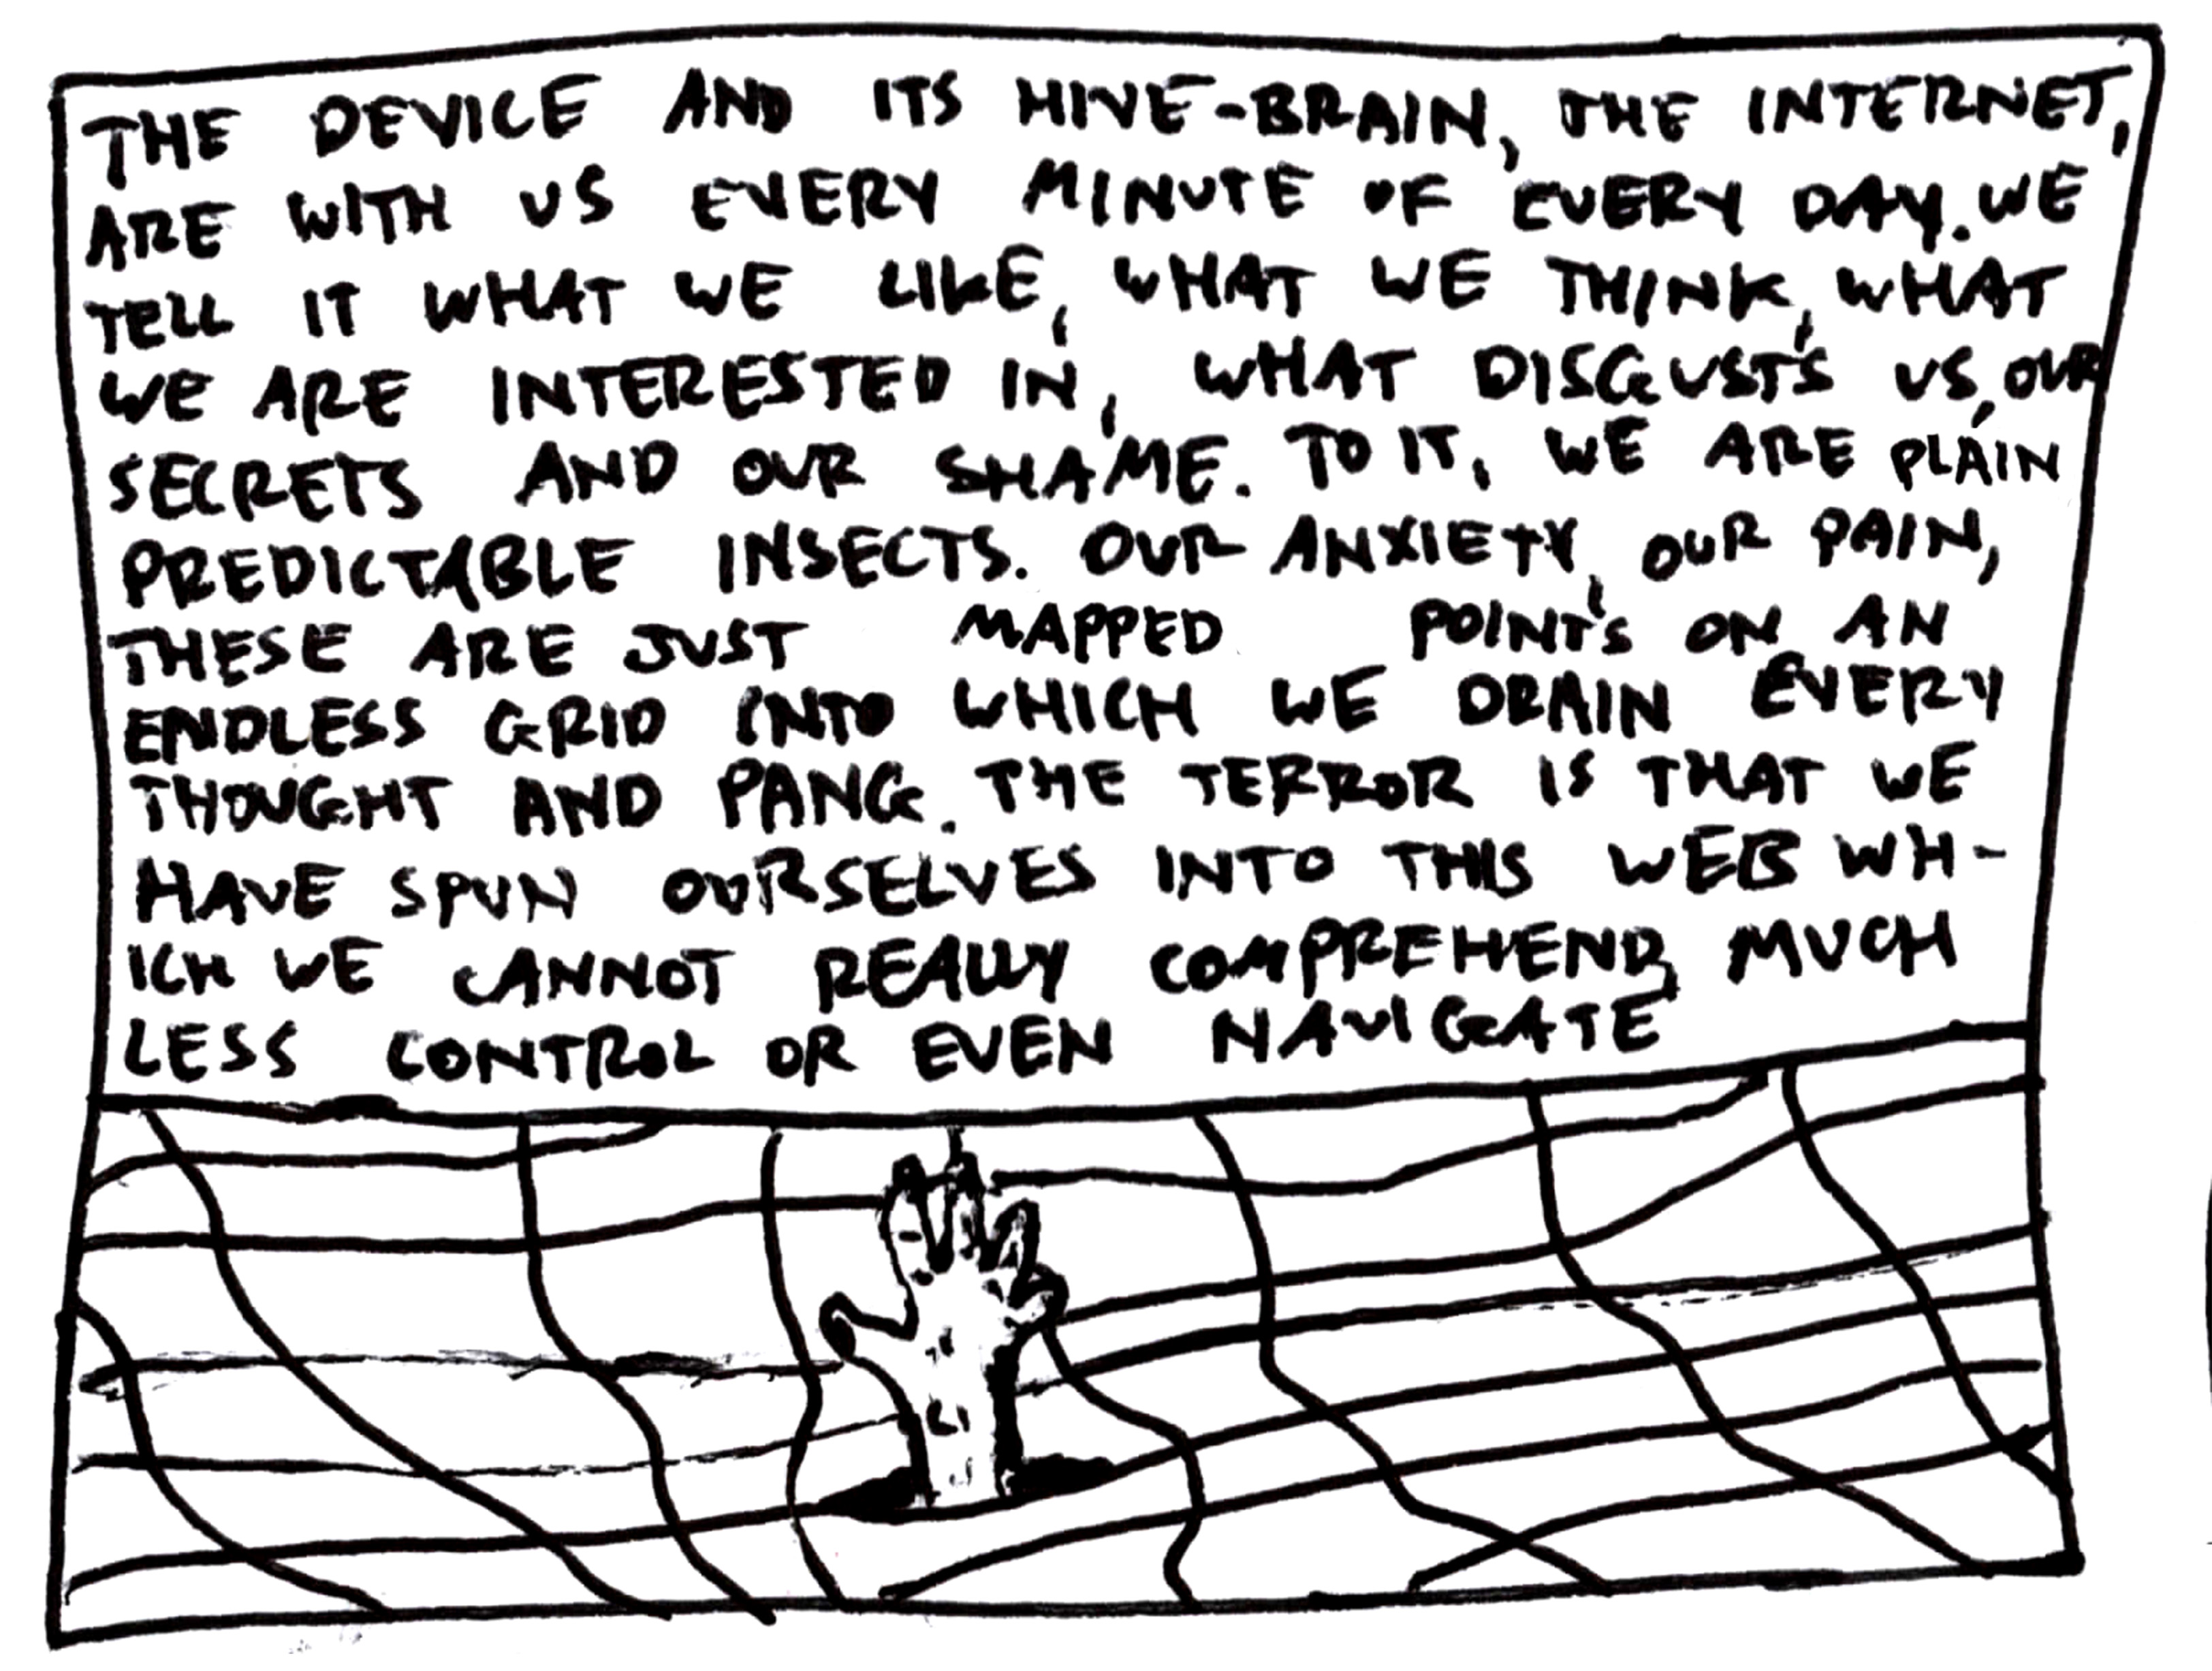 THE DEVICE AND ITS HIVE-BRAIN, THE INTERNET,
ARE WITH US EVERY MINUTE OF EVERY DAY. WE
TELL IT WHAT WE LIKE, WHAT WE THINK, WHAT
WE ARE INTERESTED IN, WHAT DISGUSTS US, OUR
SECRETS AND OUR SHAME. TO IT, WE ARE PLAIN
PREDICTABLE INSECTS. OUR ANXIETY, OUR PAIN,
THESE ARE JUST MAPPED POINTS ON AN
ENDLESS GRID INTO WHICH WE DRAIN EVERY
THOUGHT AND PANG. THE TERROR IS THAT WE
HAVE SPUN OURSELVES INTO THIS WEB WH-
ICH WE CANNOT REALLY COMPREHEND, MUCH
LESS CONTROL OR EVEN NAVIGATE